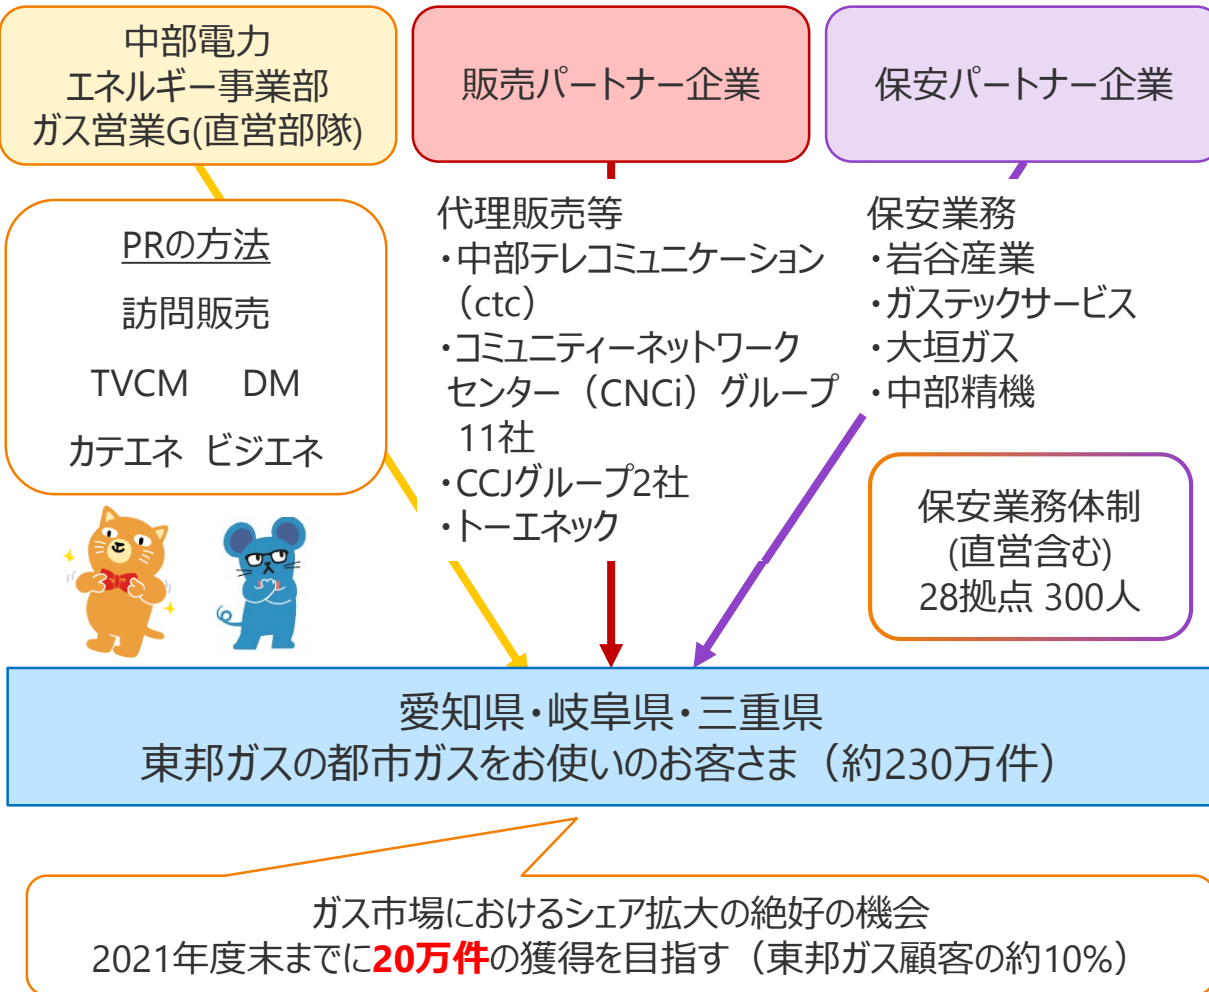 中部電力
エネルギー事業部
ガス営業G(直営部隊)
販売パートナー企業
保安パートナー企業
PRの方法
訪問販売
TVCM DM
カテエネ ビジエネ
代理販売等
・中部テレコミュニケーション
（ctc）
・コミュニティーネットワーク
センター（CNCi）グループ
11社
・CCJグループ2社
・トーエネック
保安業務
・岩谷産業
・ガステックサービス
・大垣ガス
・中部精機
保安業務体制
(直営含む)
28拠点 300人
愛知県・岐阜県・三重県
東邦ガスの都市ガスをお使いのお客さま（約230万件）
ガス市場におけるシェア拡大の絶好の機会
2021年度末までに20万件の獲得を目指す（東邦ガス顧客の約10%）